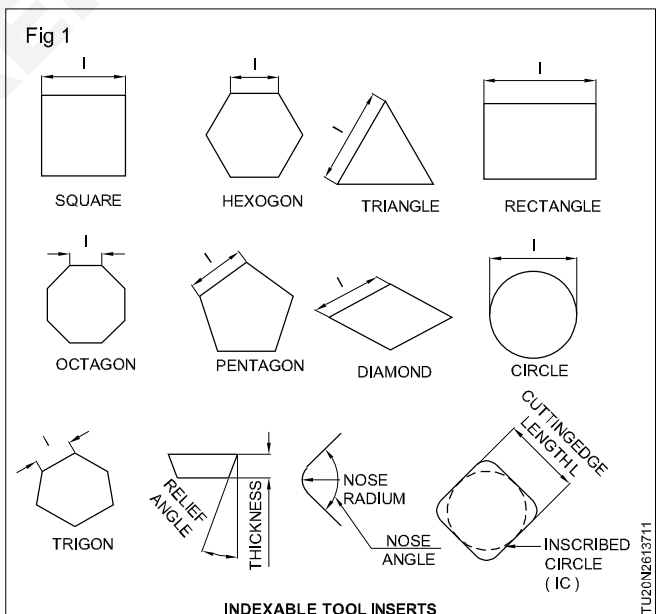 Fig 1
l
l
l
l
SQUARE
HEXOGON
TRIANGLE
RECTANGLE
l
l
l
l
OCTAGON
PENTAGON
DIAMOND
CIRCLE
l
TRIGON
RELIEF
ANGLE
THICKNESS
NOSE
RADIUM
NOSE
ANGLE
CUTTINGEDGE
LENGTH L
INSCRIBED
CIRCLE
( IC )
INDEXABLE TOOL INSERTS
TU20N2613711